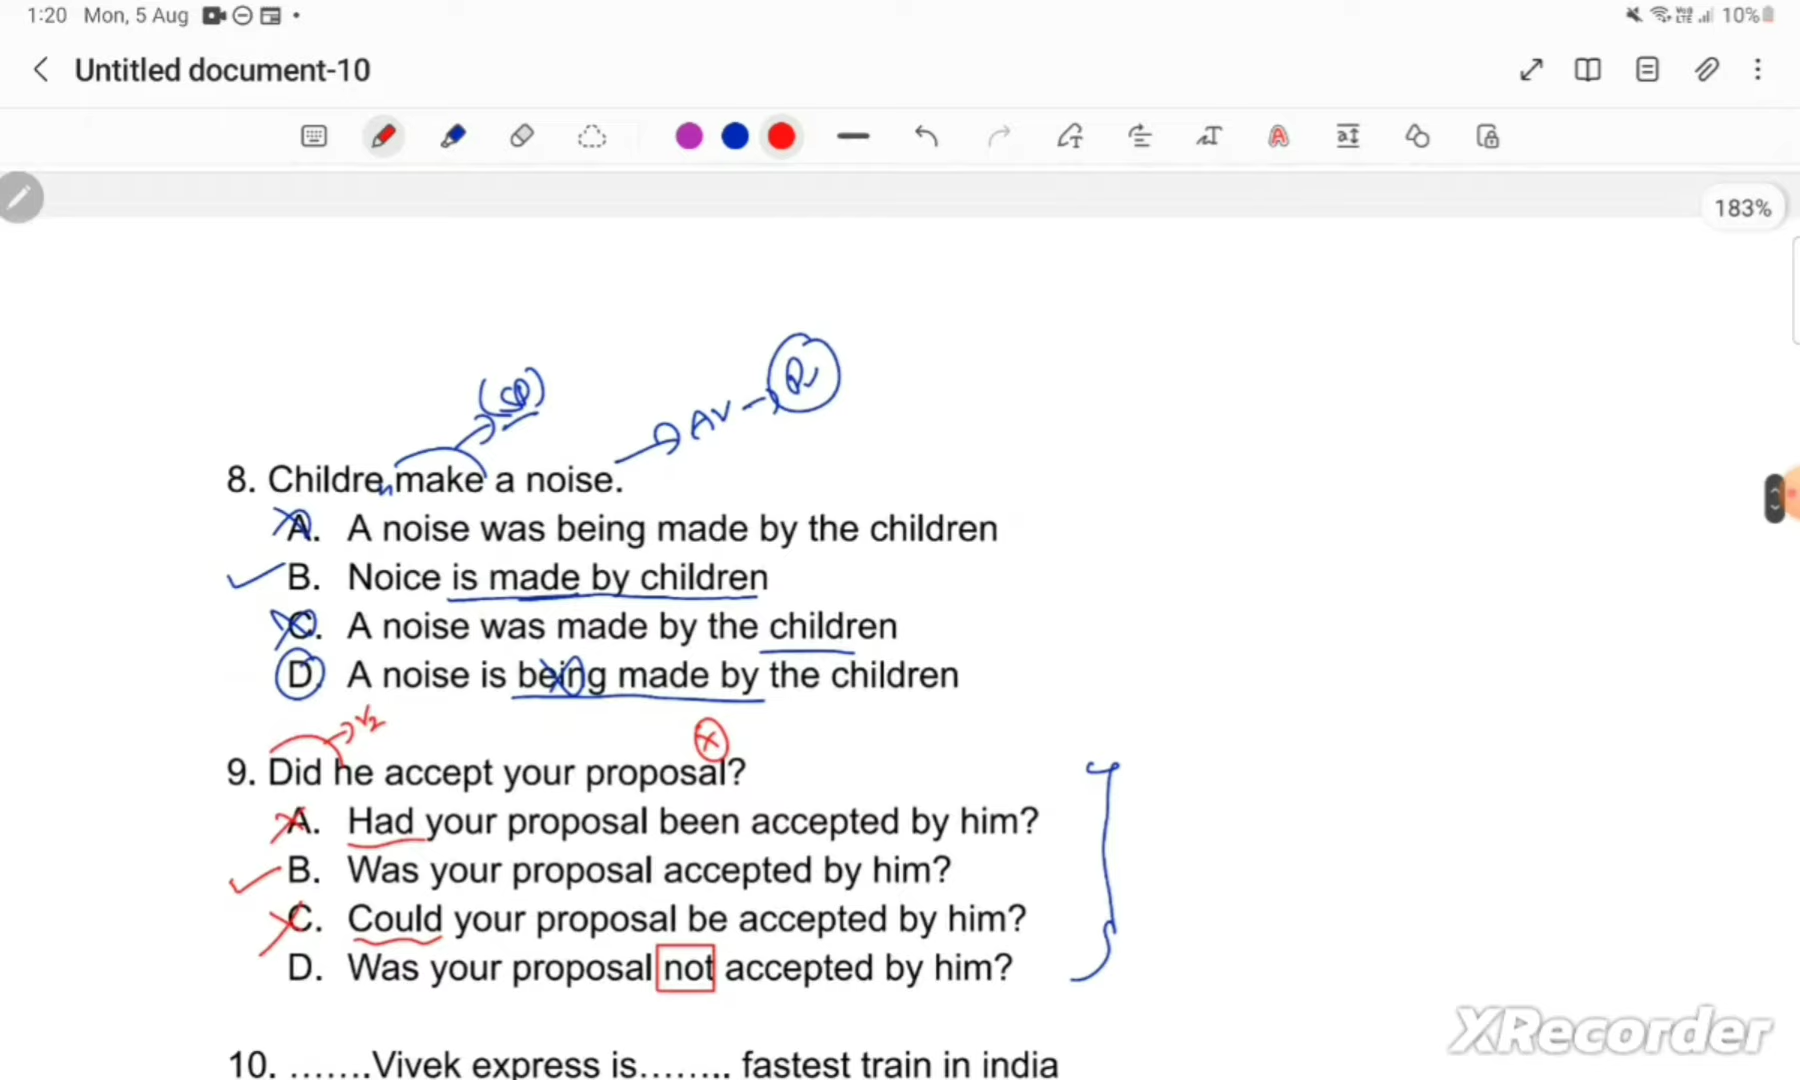 1:20 Mon, 5 Aug
10%
Untitled document-10
183%
(SP)
AV
8. Children make a noise.
A. A noise was being made by the children
B. Noice is made by children
C. A noise was made by the children
D. A noise is being made by the children
V2
x
9. Did he accept your proposal?
A. Had your proposal been accepted by him?
B. Was your proposal accepted by him?
C. Could your proposal be accepted by him?
D. Was your proposal not accepted by him?
10. .......Vivek express is........ fastest train in india
XRecorder